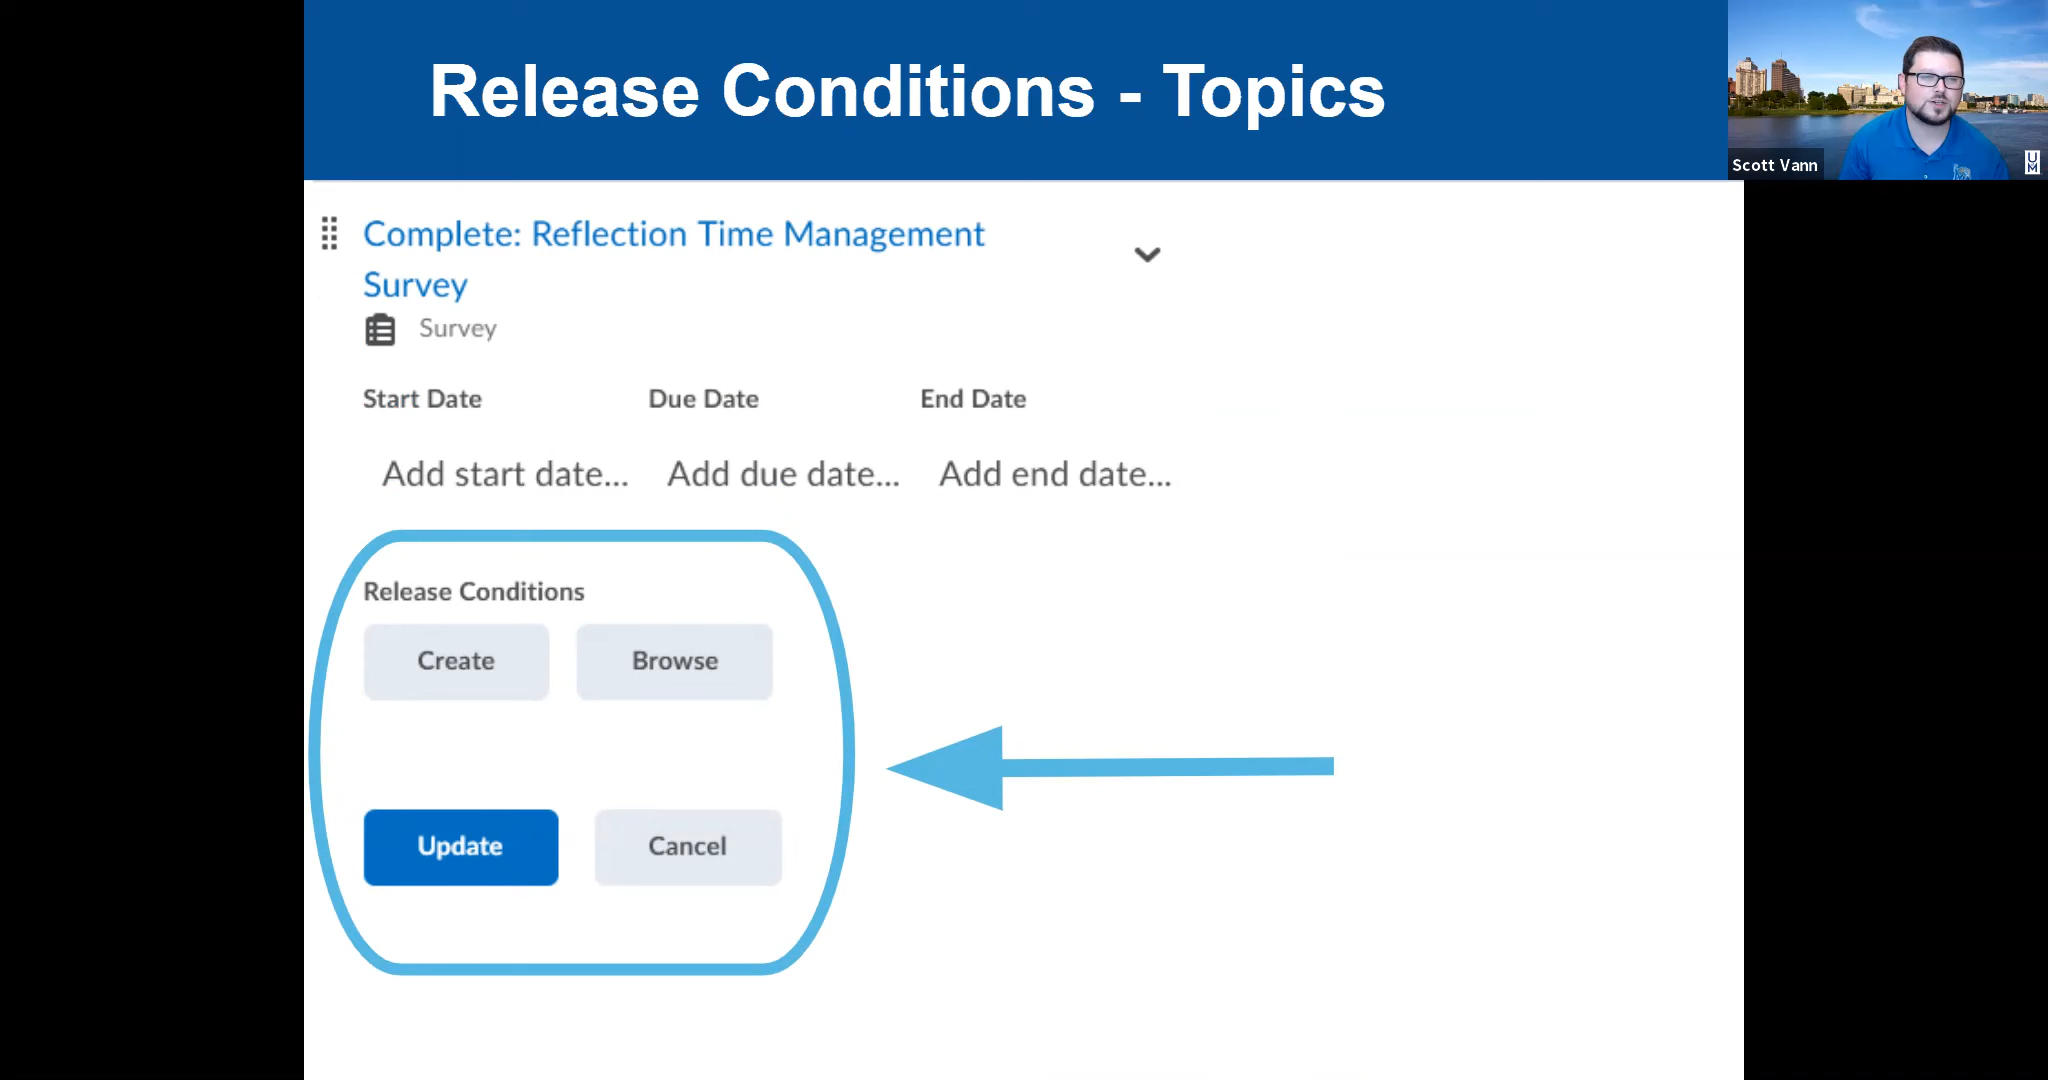 Release Conditions - Topics
Scott Vann
UM
Complete: Reflection Time Management
Survey
Survey
Start Date Due Date End Date
Add start date... Add due date... Add end date...
Release Conditions
Create Browse
Update Cancel